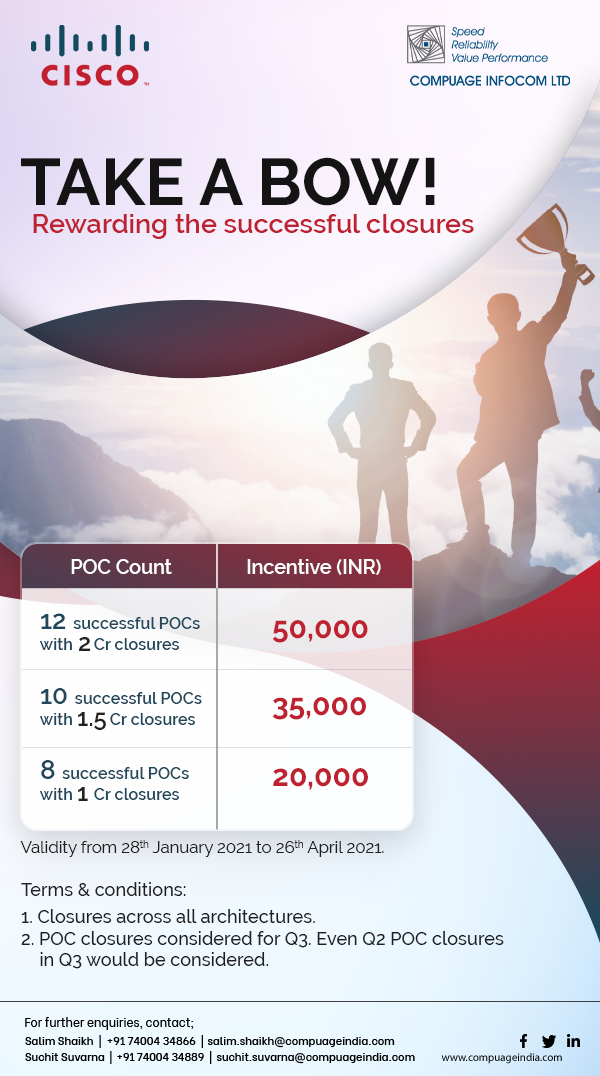 CISCO™
Speed
Reliability
Value Performance
COMPUAGE INFOCOM LTD
TAKE A BOW!
Rewarding the successful closures
POC Count
Incentive (INR)
12 successful POCs
with 2 Cr closures
50,000
10 successful POCs
with 1.5 Cr closures
35,000
8 successful POCs
with 1 Cr closures
20,000
Validity from 28th January 2021 to 26th April 2021.
Terms & conditions:
1. Closures across all architectures.
2. POC closures considered for Q3. Even Q2 POC closures
in Q3 would be considered.
For further enquiries, contact;
Salim Shaikh | +91 74004 34866 | salim.shaikh@compuageindia.com
Suchit Suvarna | +91 74004 34889 | suchit.suvarna@compuageindia.com
www.compuageindia.com